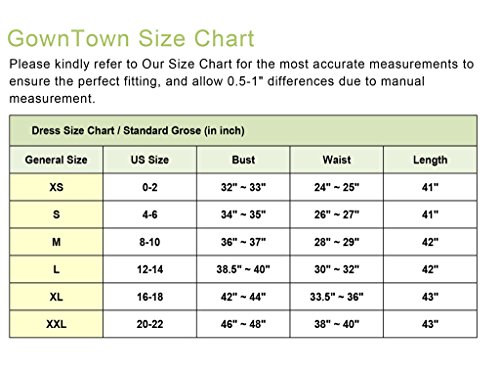 GownTown Size Chart
Please kindly refer to Our Size Chart for the most accurate measurements to
ensure the perfect fitting, and allow 0.5-1" differences due to manual
measurement.
Dress Size Chart / Standard Grose (in inch)
General Size US Size Bust Waist Length
XS 0-2 32" ~ 33" 24" ~ 25" 41"
S 4-6 34" ~ 35" 26" ~ 27" 41"
M 8-10 36" ~ 37" 28" ~ 29" 42"
L 12-14 38.5" ~ 40" 30" ~ 32" 42"
XL 16-18 42" ~ 44" 33.5" ~ 36" 43"
XXL 20-22 46" ~ 48" 38" ~ 40" 43"